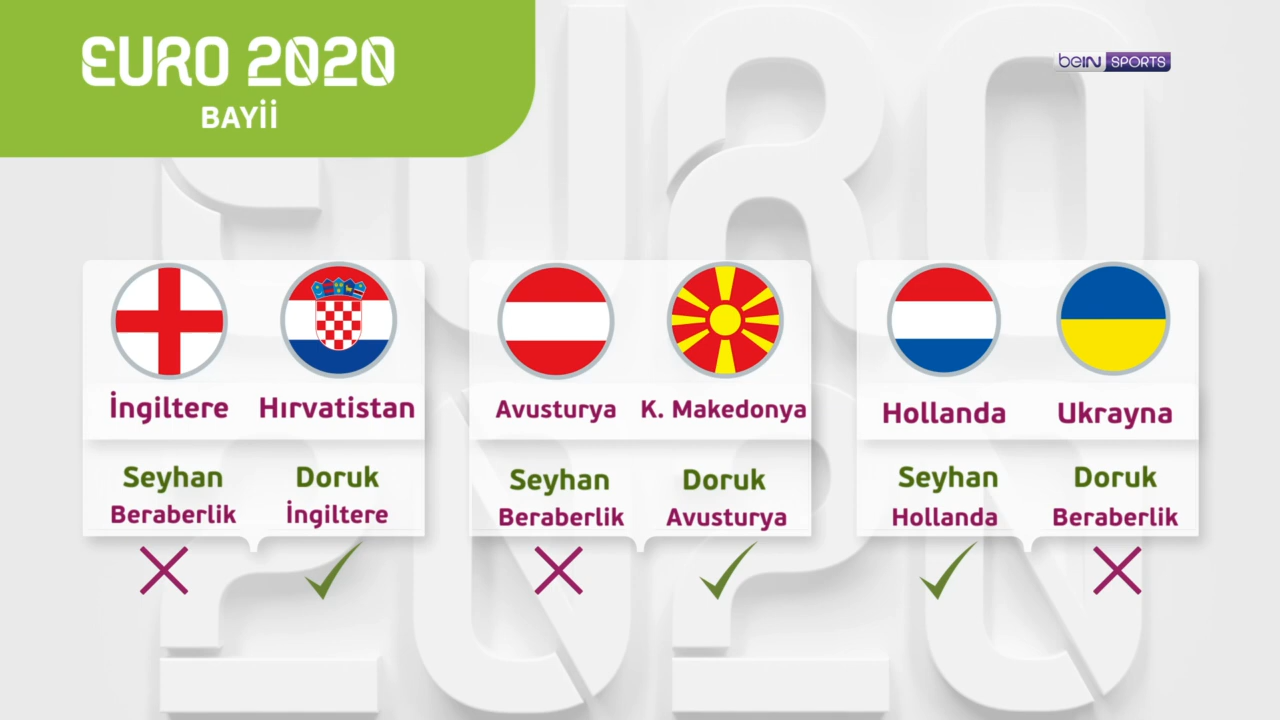 EURO 2020
BAYİİ
beIN SPORTS
İngiltere Hırvatistan
Seyhan Doruk
Beraberlik İngiltere
Avusturya K. Makedonya
Seyhan Doruk
Beraberlik Avusturya
Hollanda Ukrayna
Seyhan Doruk
Hollanda Beraberlik